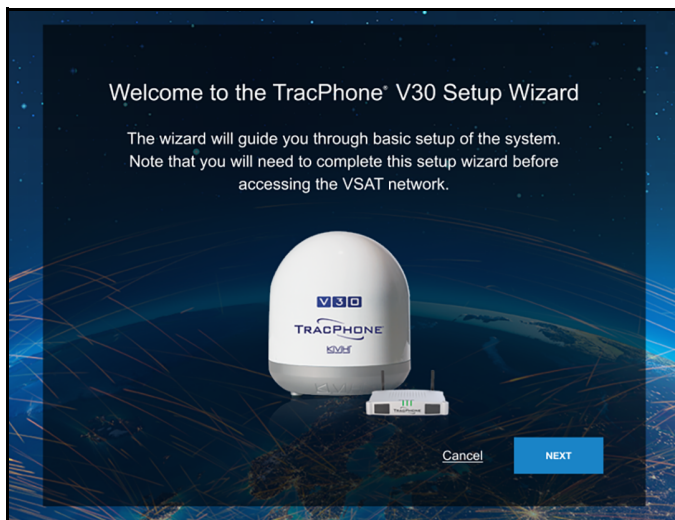 Welcome to the TracPhone® V30 Setup Wizard
The wizard will guide you through basic setup of the system.
Note that you will need to complete this setup wizard before
accessing the VSAT network.
V30
TRACPHONE
KVH
KVH
TRACPHONE
Cancel
NEXT